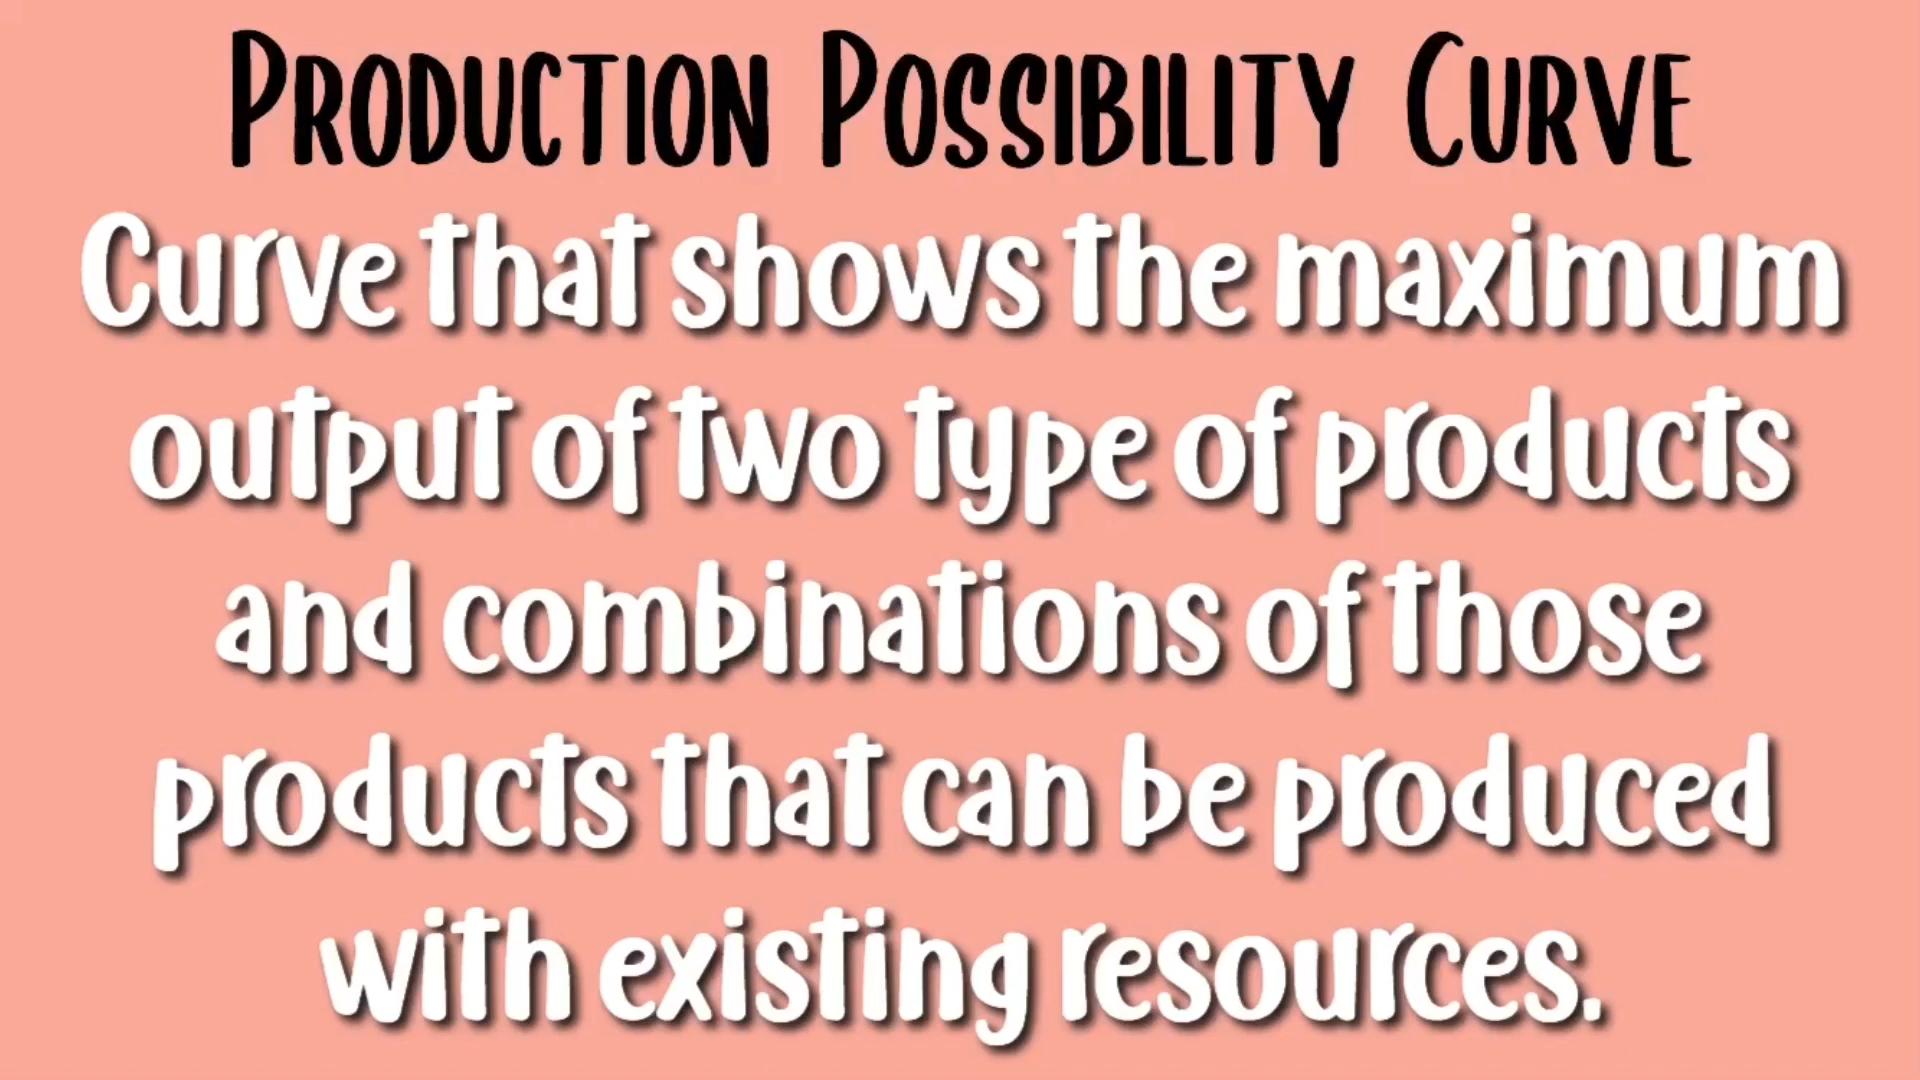 PRODUCTION POSSIBILITY CURVE
Curve that shows the maximum
output of two type of products
and combinations of those
products that can be produced
with existing resources.